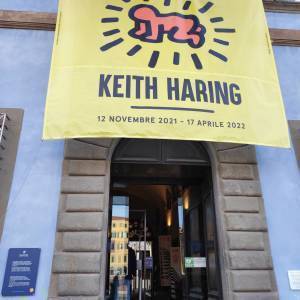 KEITH HARING
12 NOVEMBRE 2021 - 17 APRILE 2022